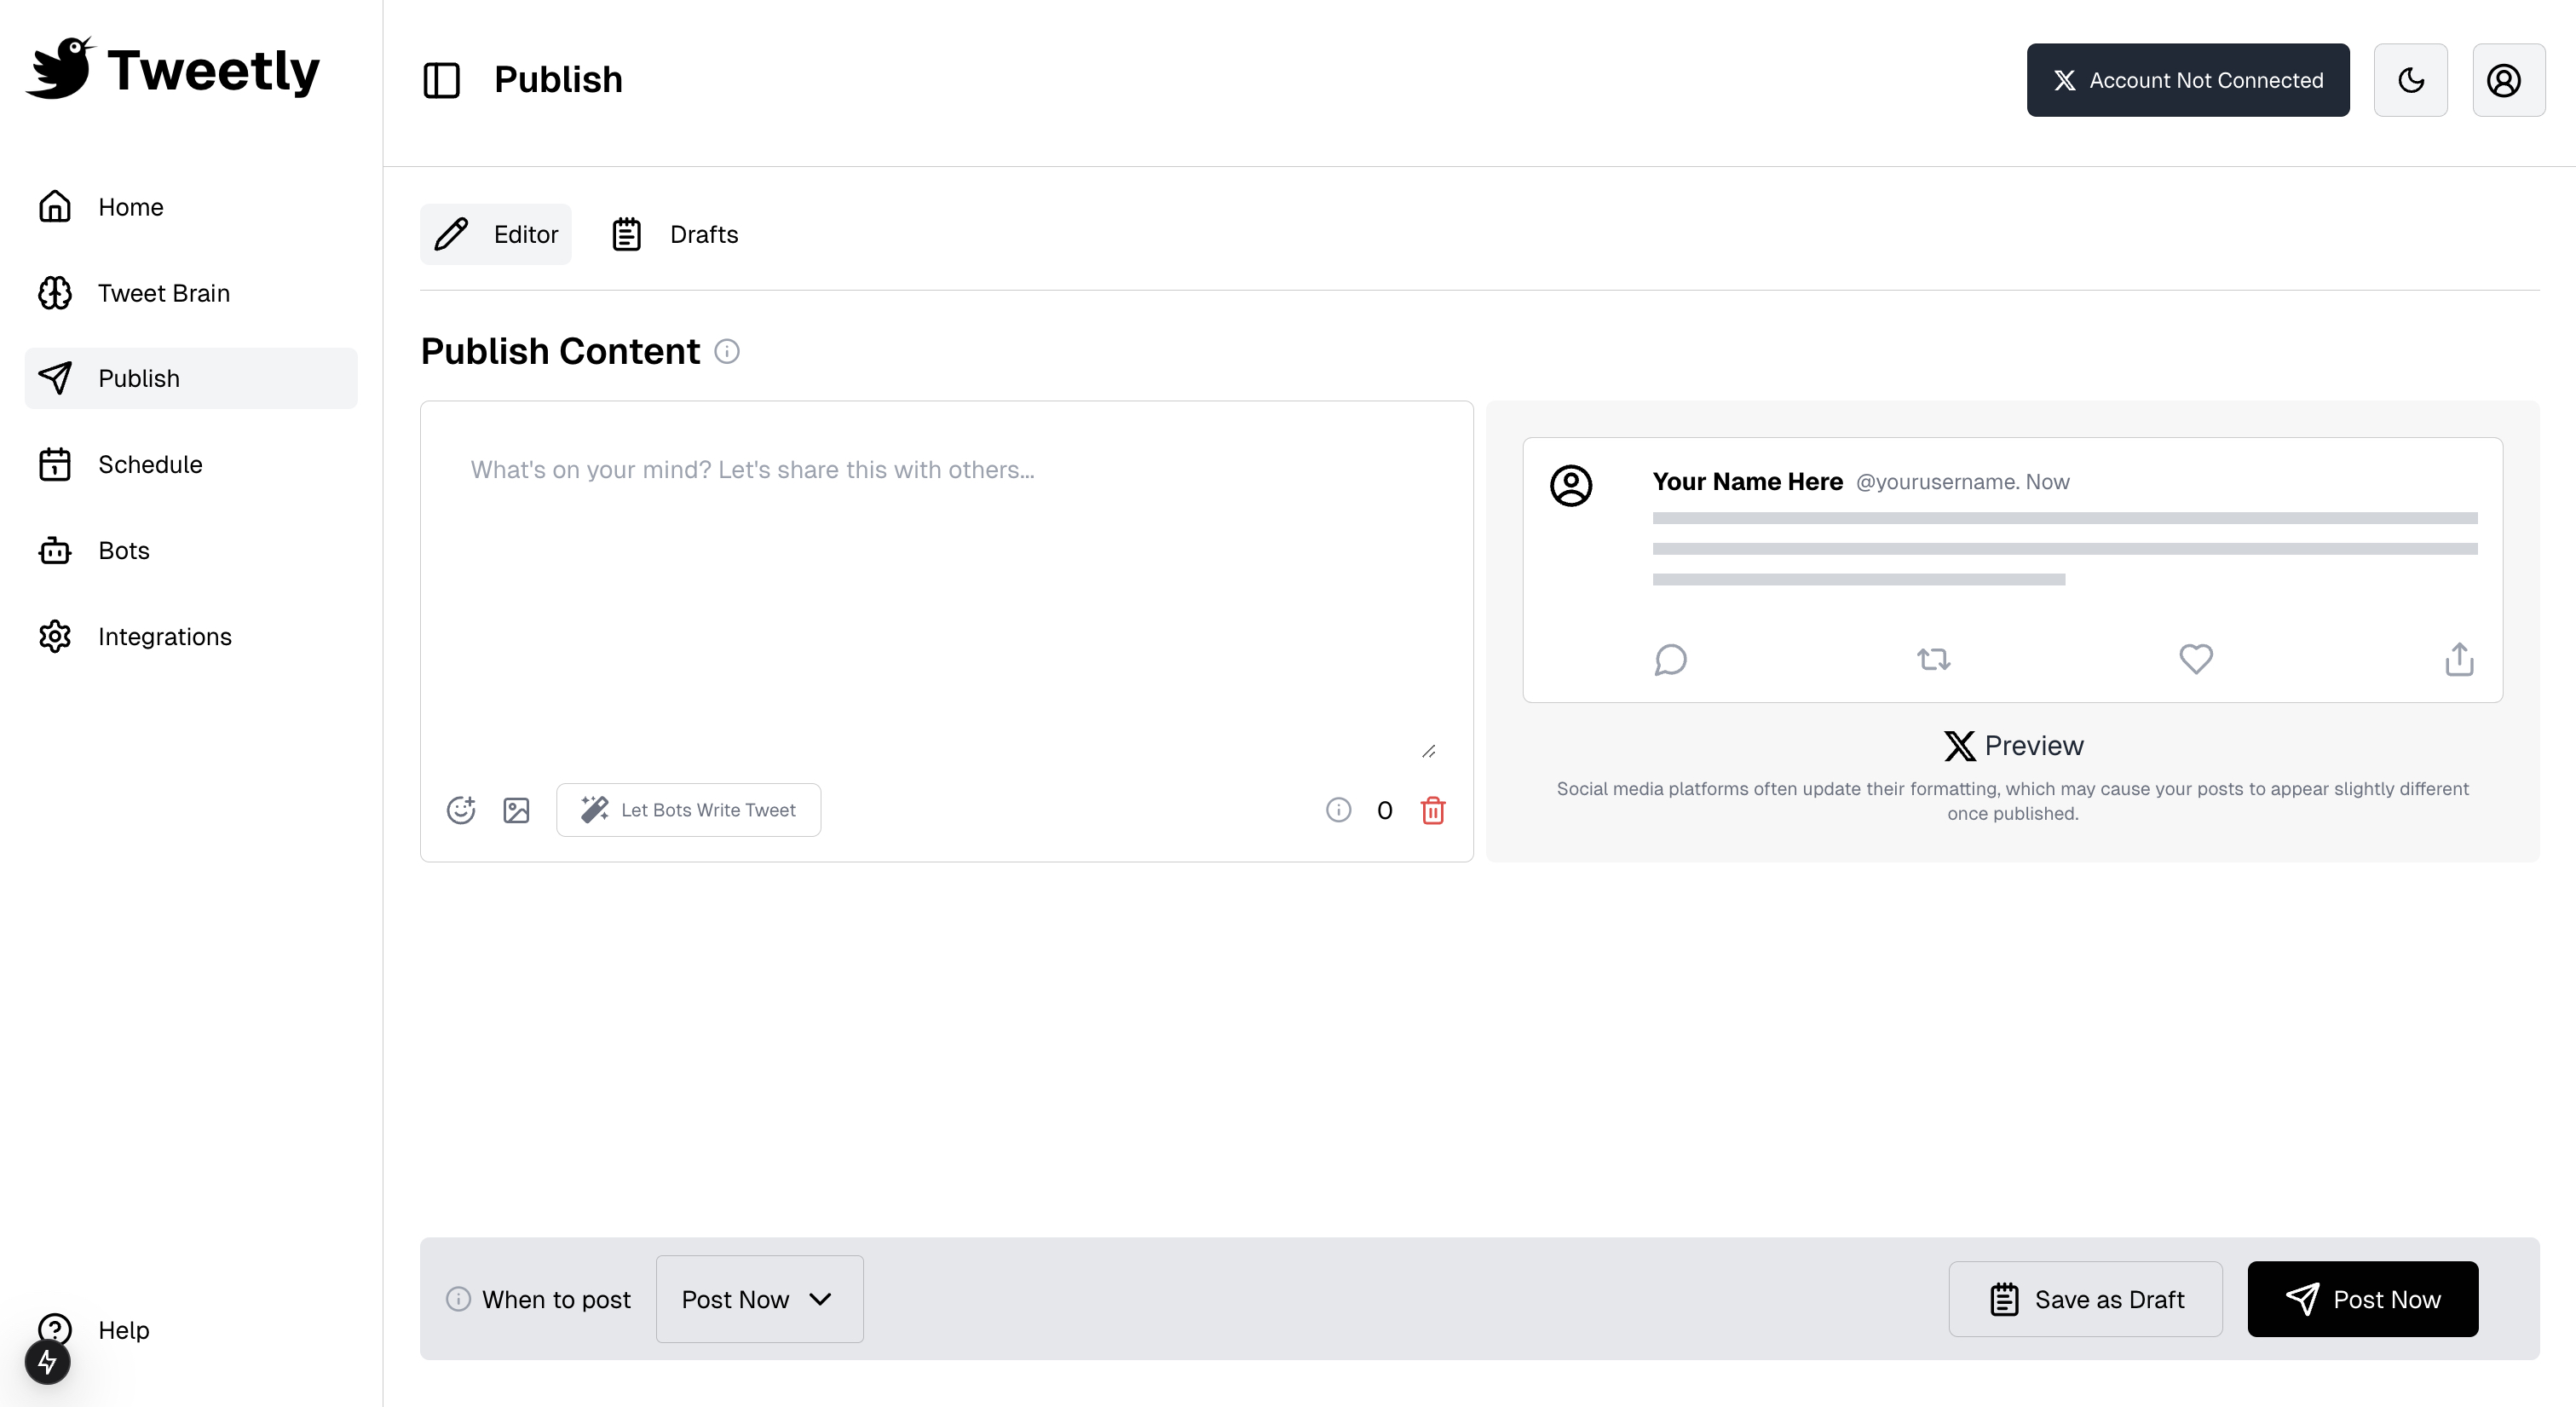 Tweetly
Home
Tweet Brain
Publish
Schedule
Bots
Integrations
Help
Publish
Account Not Connected
Editor
Drafts
Publish Content
What's on your mind? Let's share this with others...
Let Bots Write Tweet
0
Your Name Here @yourusername. Now
Preview
Social media platforms often update their formatting, which may cause your posts to appear slightly different
once published.
When to post
Post Now
Save as Draft
Post Now